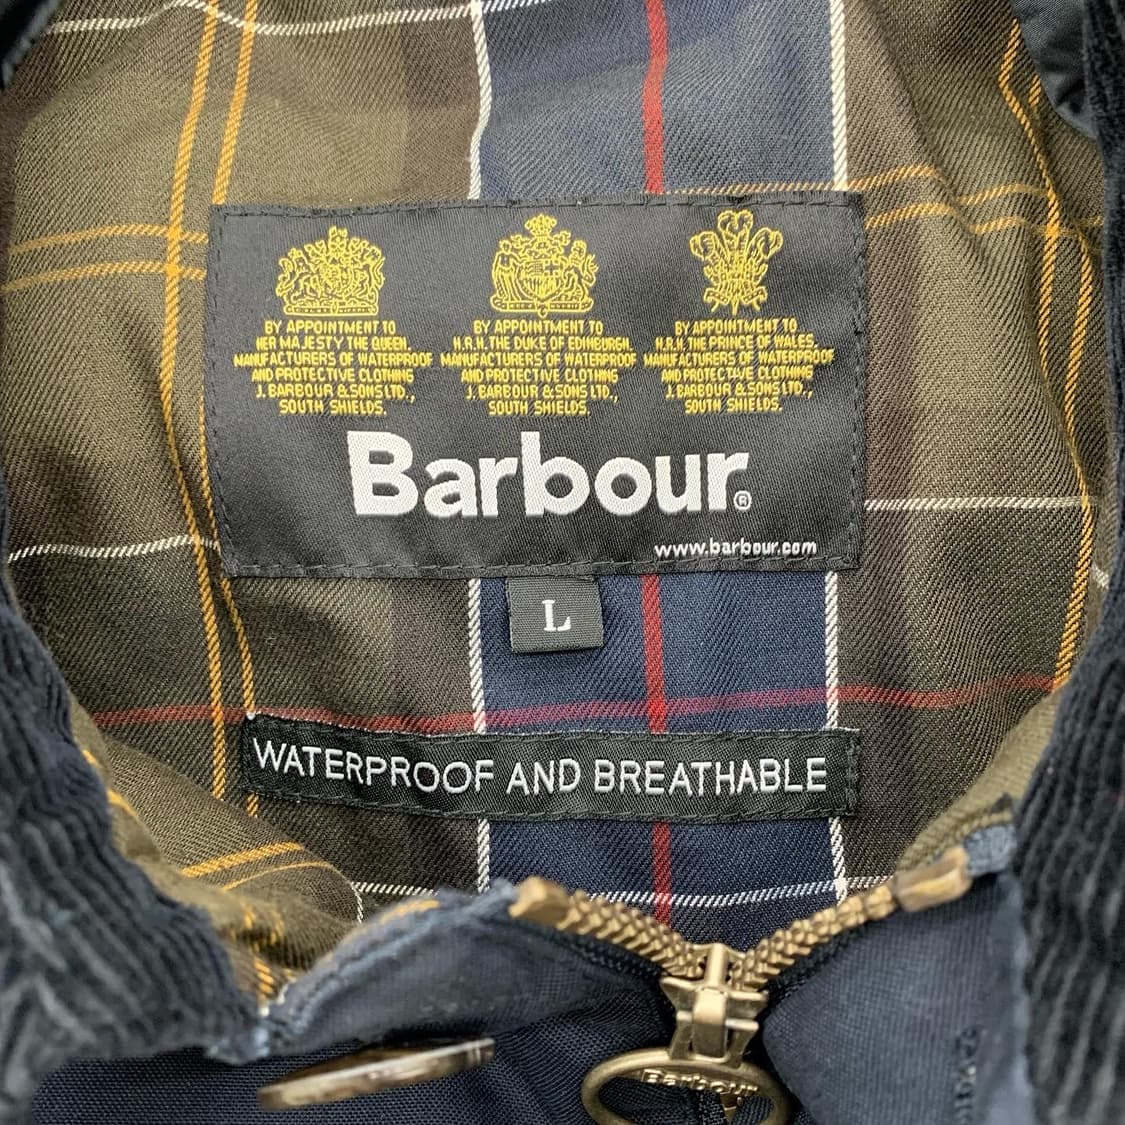 BY APPOINTMENT TO
HER MAJESTY THE QUEEN,
MANUFACTURERS OF WATERPROOF
AND PROTECTIVE CLOTHING
J. BARBOUR & SONS LTD.,
SOUTH SHIELDS.
BY APPOINTMENT TO
H.R.H. THE DUKE OF EDINBURGH,
MANUFACTURERS OF WATERPROOF
AND PROTECTIVE CLOTHING
J. BARBOUR & SONS LTD.,
SOUTH SHIELDS.
BY APPOINTMENT TO
H.R.H. THE PRINCE OF WALES,
MANUFACTURERS OF WATERPROOF
AND PROTECTIVE CLOTHING
J. BARBOUR & SONS LTD.,
SOUTH SHIELDS.
Barbour®
www.barbour.com
L
WATERPROOF AND BREATHABLE
Barbour